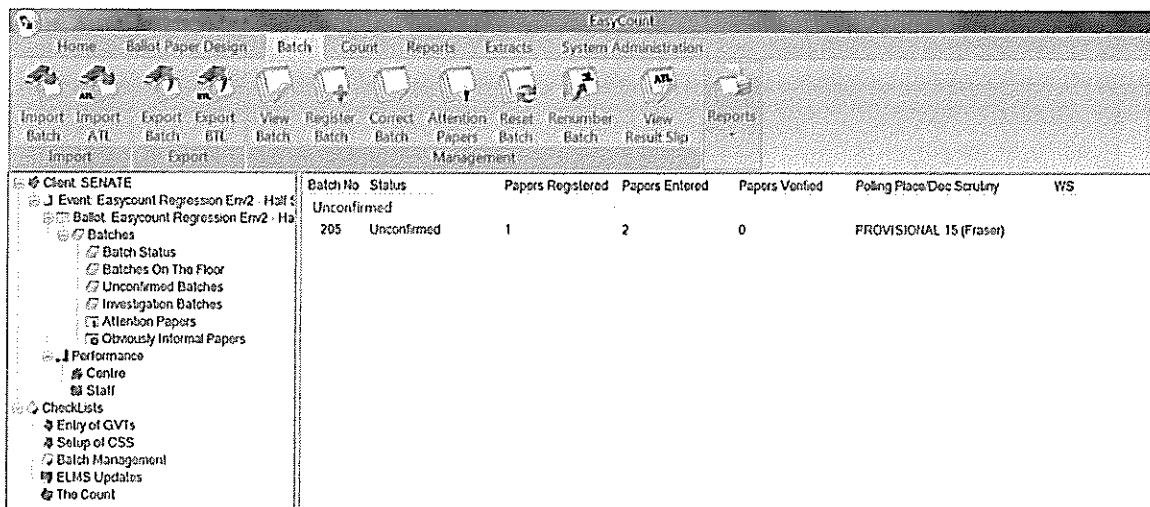 EasyCount
Home Ballot Paper Design Batch Count Reports Extracts System Administration
ATL BTL ATL
Import Import Export Export View Register Correct Attention Reset Renumber View Reports
Batch ATL Batch BTL Batch Batch Batch Papers Batch Batch Result Slip
Import Export Management
Client: SENATE
Event: Easycount Regression Env2 - Half S
Ballot: Easycount Regression Env2 - Ha
Batches
Batch Status
Batches On The Floor
Unconfirmed Batches
Investigation Batches
Attention Papers
Obviously Informal Papers
Performance
Centre
Staff
CheckLists
Entry of GVTs
Setup of CSS
Batch Management
ELMS Updates
The Count
Batch No Status Papers Registered Papers Entered Papers Verified Polling Place/Dec Scrutiny WS
Unconfirmed
205 Unconfirmed 1 2 0 PROVISIONAL 15 (Fraser)